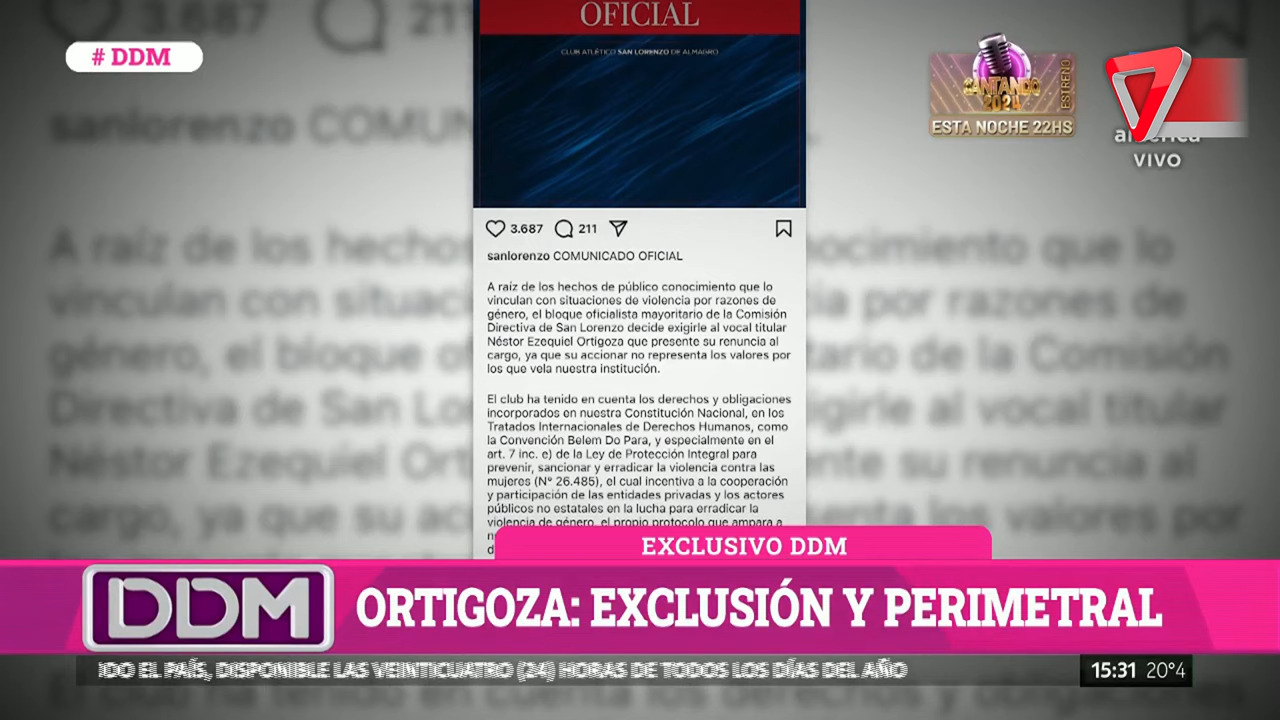 OFICIAL
CLUB ATLÉTICO SAN LORENZO DE ALMAGRO
# DDM
CANTANDO
2024
ESTRENO
ESTA NOCHE 22HS
7
VIVO
3.687
211
sanlorenzo COMUNICADO OFICIAL
A raíz de los hechos de público conocimiento que lo
vinculan con situaciones de violencia por razones de
género, el bloque oficialista mayoritario de la Comisión
Directiva de San Lorenzo decide exigirle al vocal titular
Néstor Ezequiel Ortigoza que presente su renuncia al
cargo, ya que su accionar no representa los valores por
los que vela nuestra institución.
El club ha tenido en cuenta los derechos y obligaciones
incorporados en nuestra Constitución Nacional, en los
Tratados Internacionales de Derechos Humanos, como
la Convención Belem Do Para, y especialmente en el
art. 7 inc. e) de la Ley de Protección Integral para
prevenir, sancionar y erradicar la violencia contra las
mujeres (N° 26.485), el cual incentiva a la cooperación
y participación de las entidades privadas y los actores
públicos no estatales en la lucha para erradicar la
violencia de género, el propio protocolo que ampara a
EXCLUSIVO DDM
DDM
ORTIGOZA: EXCLUSIÓN Y PERIMETRAL
EL PAÍS, DISPONIBLE LAS VEINTICUATRO (24) HORAS DE TODOS LOS DÍAS DEL AÑO
15:31 20°4